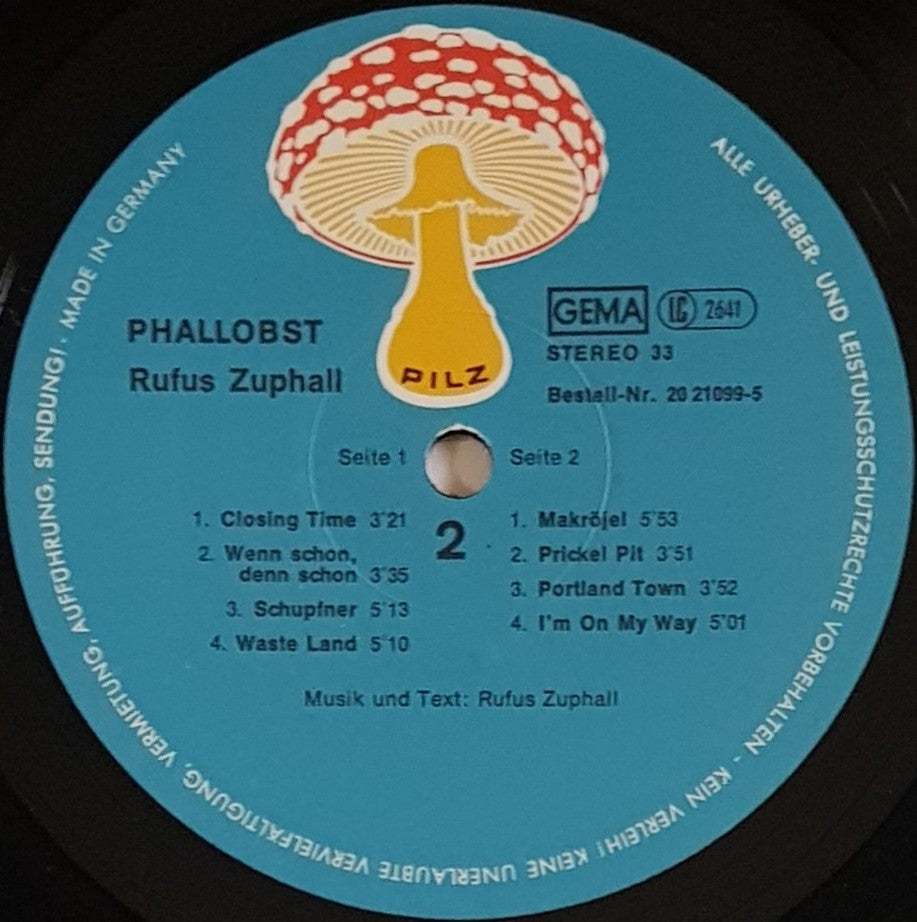 PILZ
PHALLOBST
Rufus Zuphall
GEMA LC 2641
STEREO 33
Bestell-Nr. 20 21099-5
Seite 1
1. Closing Time 3'21
2. Wenn schon,
denn schon 3'35
3. Schupfner 5'13
4. Waste Land 5'10
2
Seite 2
1. Makröjel 5'53
2. Prickel Pit 3'51
3. Portland Town 3'52
4. I'm On My Way 5'01
Musik und Text: Rufus Zuphall
ALLE URHEBER- UND LEISTUNGSSCHUTZRECHTE VORBEHALTEN - KEIN VERLEIH! KEINE UNERLAUBTE VERVIELFÄLTIGUNG, VERMIETUNG, AUFFÜHRUNG, SENDUNG! · MADE IN GERMANY